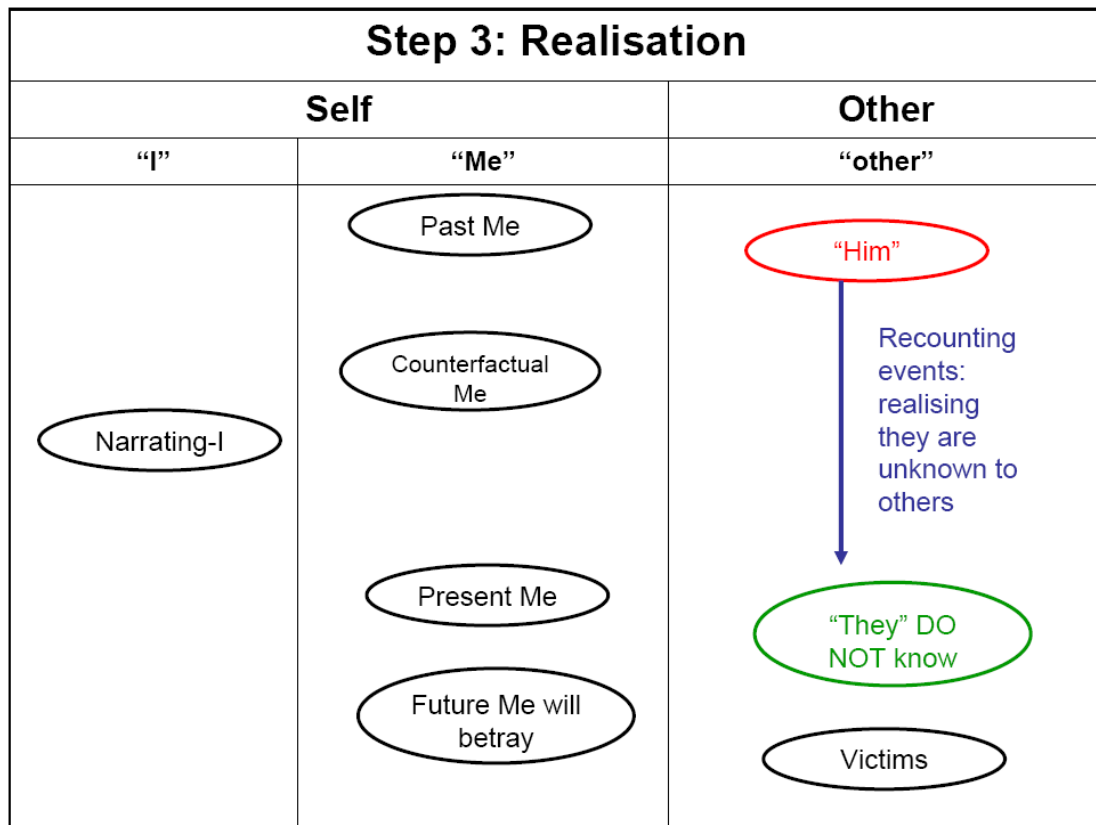 Step 3: Realisation
Self
Other
“I”
“Me”
“other”
Past Me
“Him”
Recounting
events:
realising
they are
unknown to
others
Counterfactual
Me
Narrating-I
Present Me
“They” DO
NOT know
Future Me will
betray
Victims